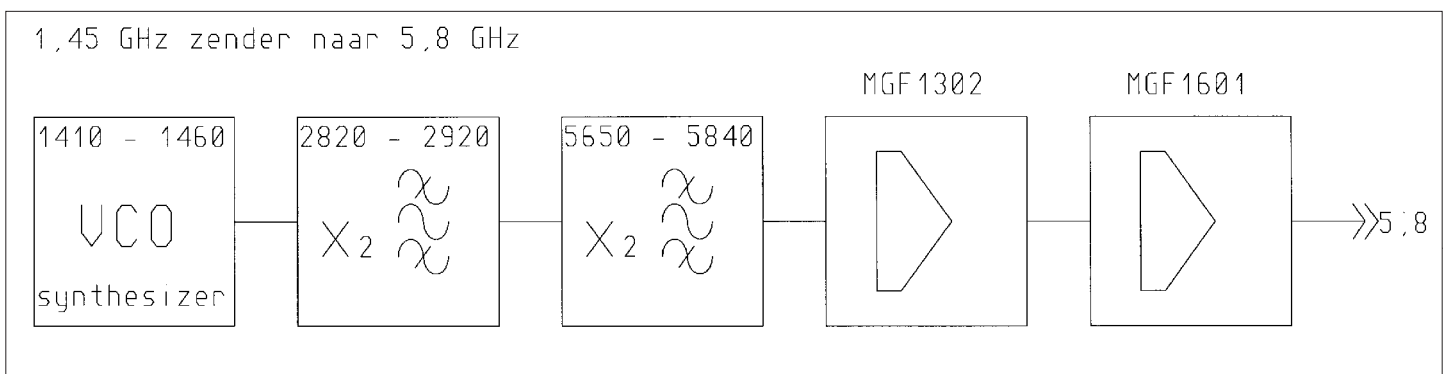 1,45 GHz zender naar 5,8 GHz
MGF1302
MGF1601
1410 - 1460
2820 - 2920
5650 - 5840
VCO
X2
X2
5,8
synthesizer